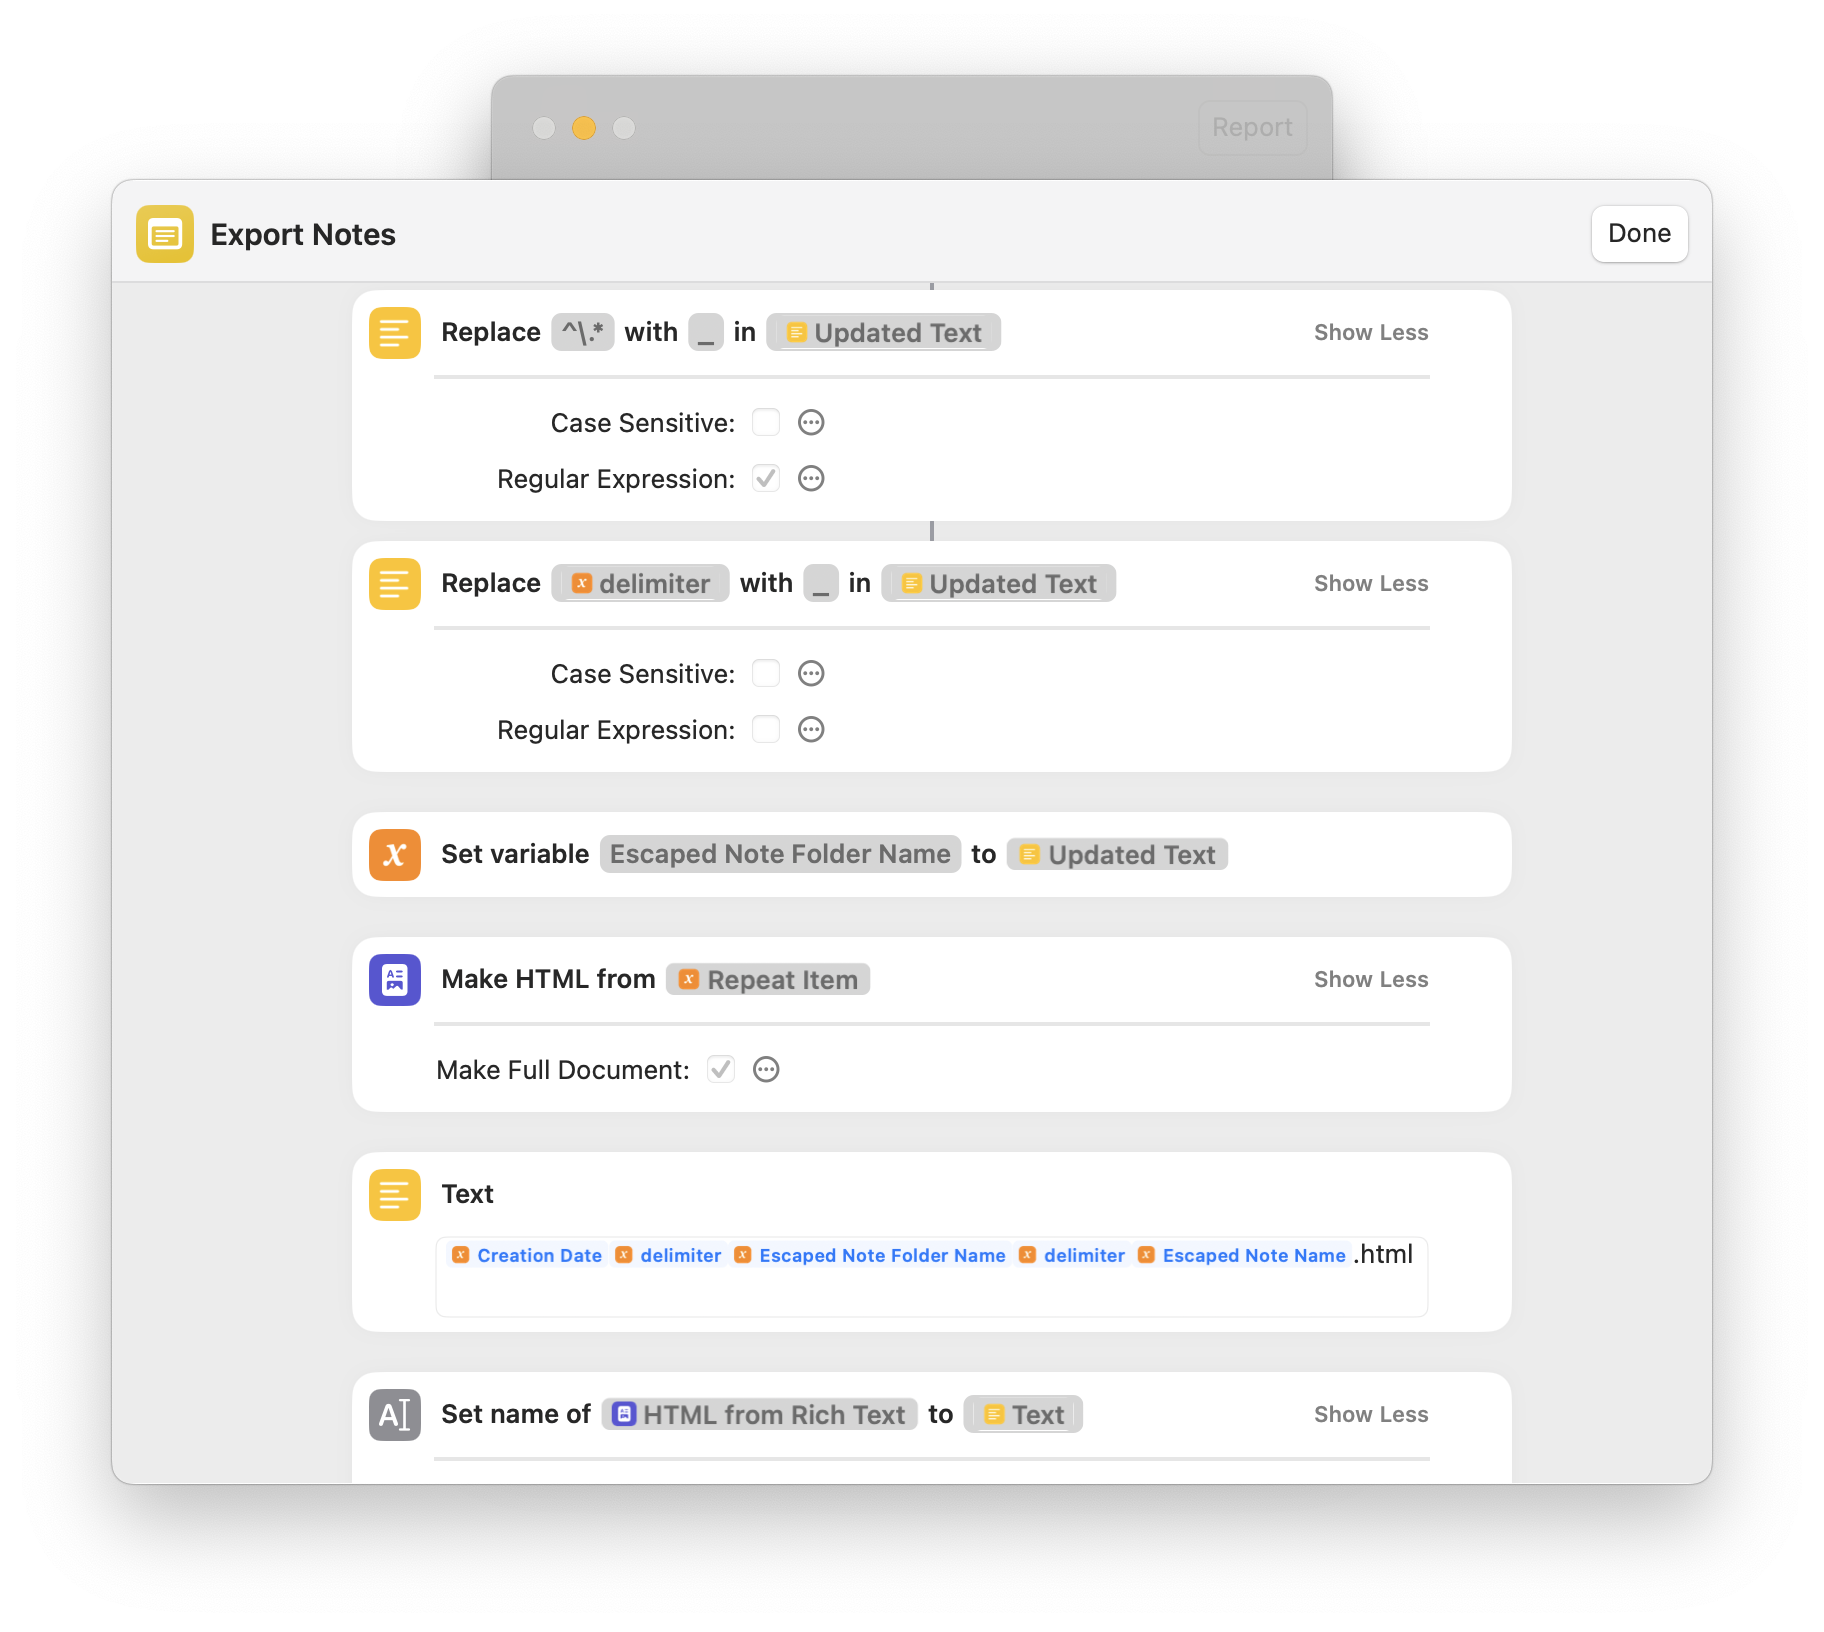 Report
Export Notes
Done
Replace ^\.* with _ in Updated Text Show Less
Case Sensitive:
Regular Expression:
Replace delimiter with _ in Updated Text Show Less
Case Sensitive:
Regular Expression:
Set variable Escaped Note Folder Name to Updated Text
Make HTML from Repeat Item Show Less
Make Full Document:
Text
Creation Date delimiter Escaped Note Folder Name delimiter Escaped Note Name .html
Set name of HTML from Rich Text to Text Show Less